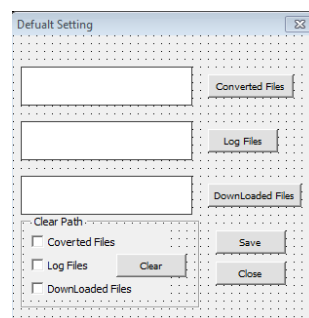 Defualt Setting
Converted Files
Log Files
DownLoaded Files
Clear Path
Coverted Files
Save
Log Files
Clear
Close
DownLoaded Files